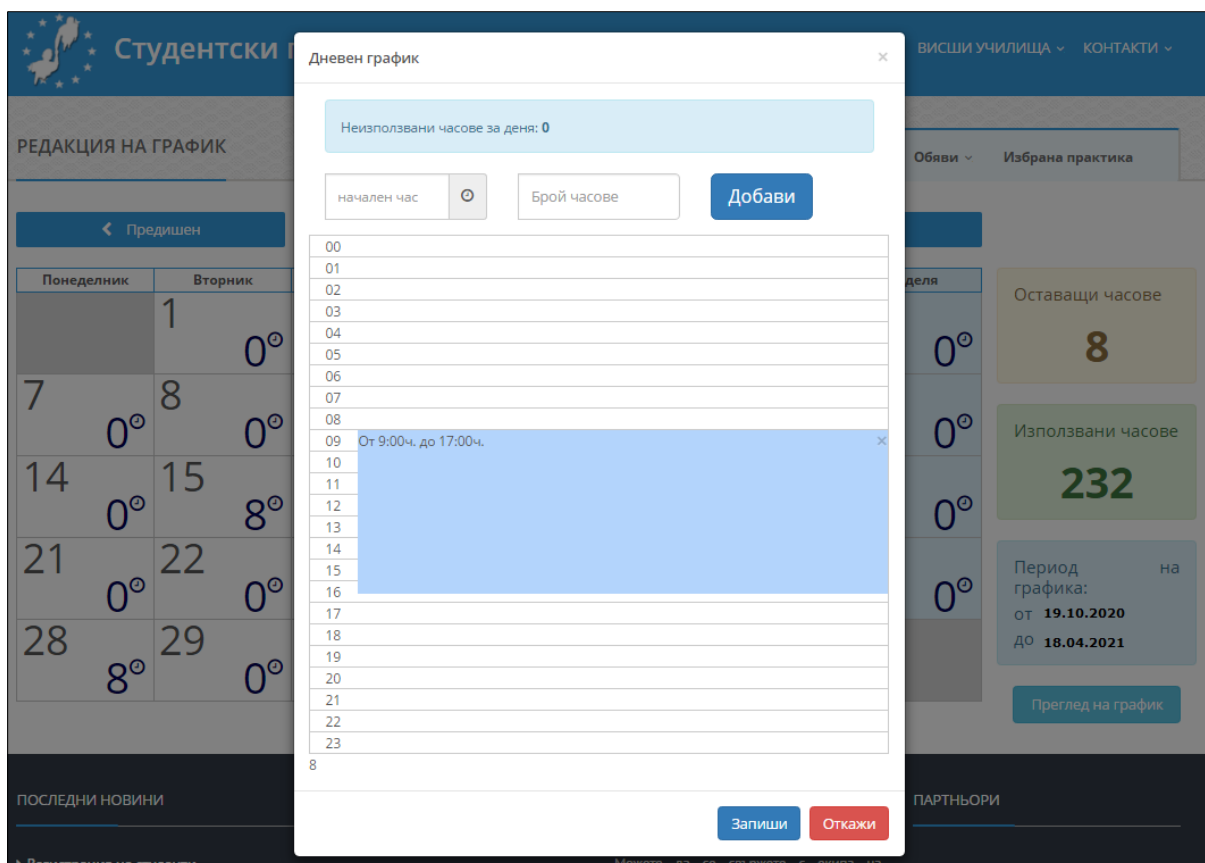 Студентски
ВИСШИ УЧИЛИЩА
КОНТАКТИ
Дневен график
×
Неизползвани часове за деня: 0
РЕДАКЦИЯ НА ГРАФИК
Обяви
Избрана практика
начален час
Брой часове
Добави
Предишен
Понеделник
Вторник
1
0
0
7
0
8
0
0
14
0
15
8
0
21
0
22
0
0
28
8
29
0
00
01
02
03
04
05
06
07
08
09 От 9:00ч. до 17:00ч. ×
10
11
12
13
14
15
16
17
18
19
20
21
22
23
8
Запиши
Откажи
Оставащи часове
8
Използвани часове
232
Период на
графика:
от 19.10.2020
до 18.04.2021
Преглед на график
ПОСЛЕДНИ НОВИНИ
ПАРТНЬОРИ